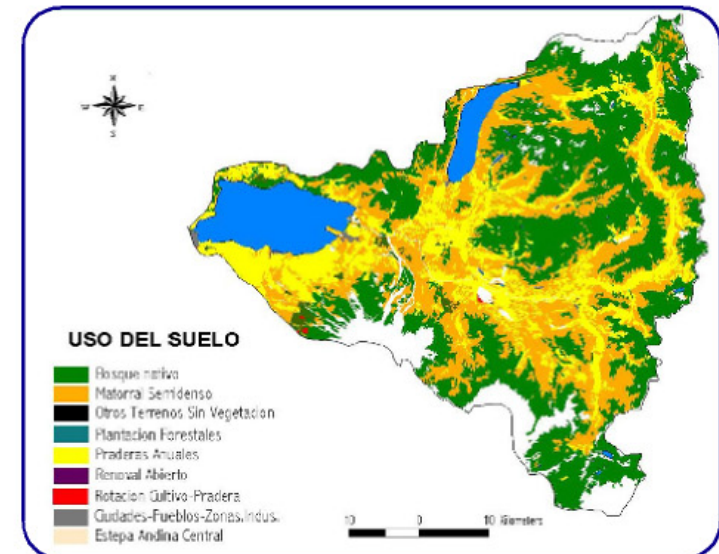 N
W E
S
USO DEL SUELO
Bosque nativo
Matorral Semidenso
Otros Terrenos Sin Vegetacion
Plantacion Forestales
Praderas Anuales
Renoval Abierto
Rotacion Cultivo-Pradera
Ciudades-Pueblos-Zonas.Indus.
Estepa Andina Central
10 0 10 Kilometers